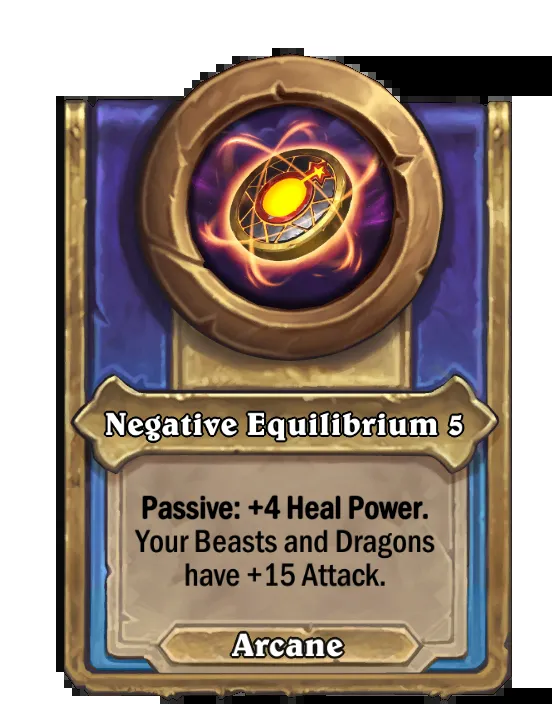 Negative Equilibrium 5
Passive: +4 Heal Power.
Your Beasts and Dragons
have +15 Attack.
Arcane